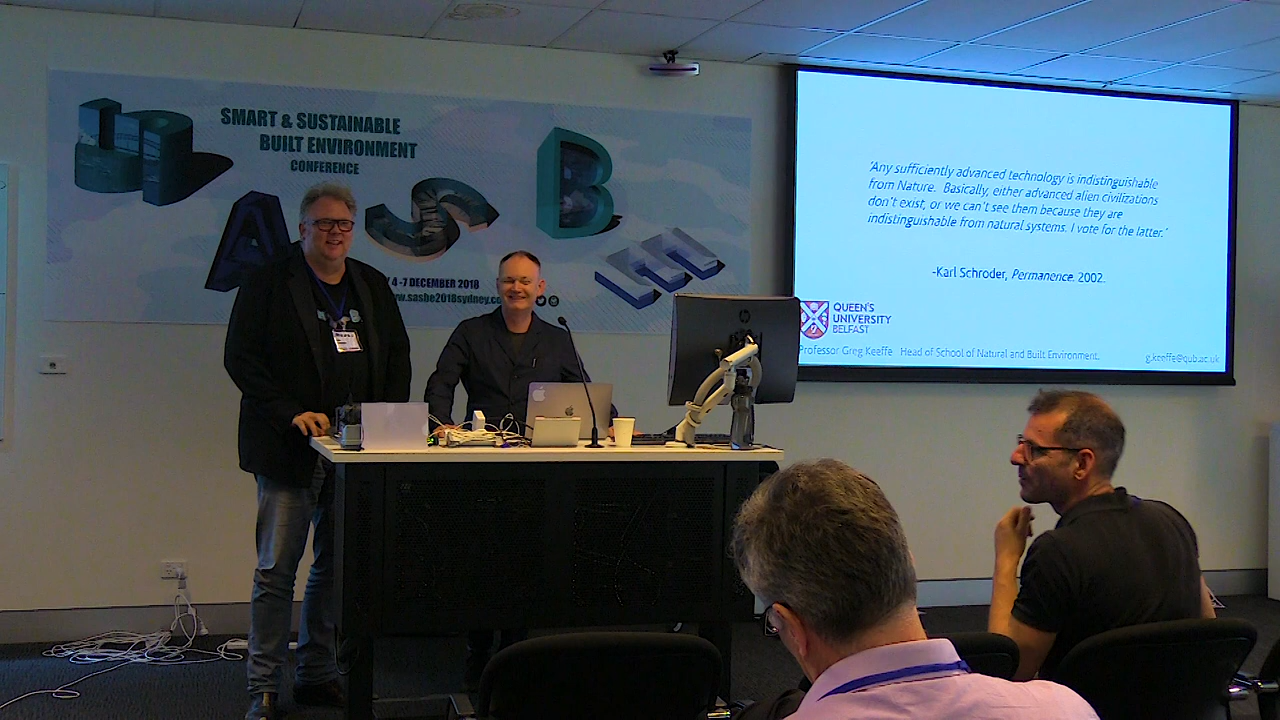 SMART & SUSTAINABLE
BUILT ENVIRONMENT
CONFERENCE
SASBE
4 -7 DECEMBER 2018
www.sasbe2018sydney.co
'Any sufficiently advanced technology is indistinguishable
from Nature. Basically, either advanced alien civilizations
don't exist, or we can't see them because they are
indistinguishable from natural systems. I vote for the latter.'
-Karl Schroder, Permanence. 2002.
QUEEN'S
UNIVERSITY
BELFAST
Professor Greg Keeffe Head of School of Natural and Built Environment.
g.keeffe@qub.ac.uk
hp